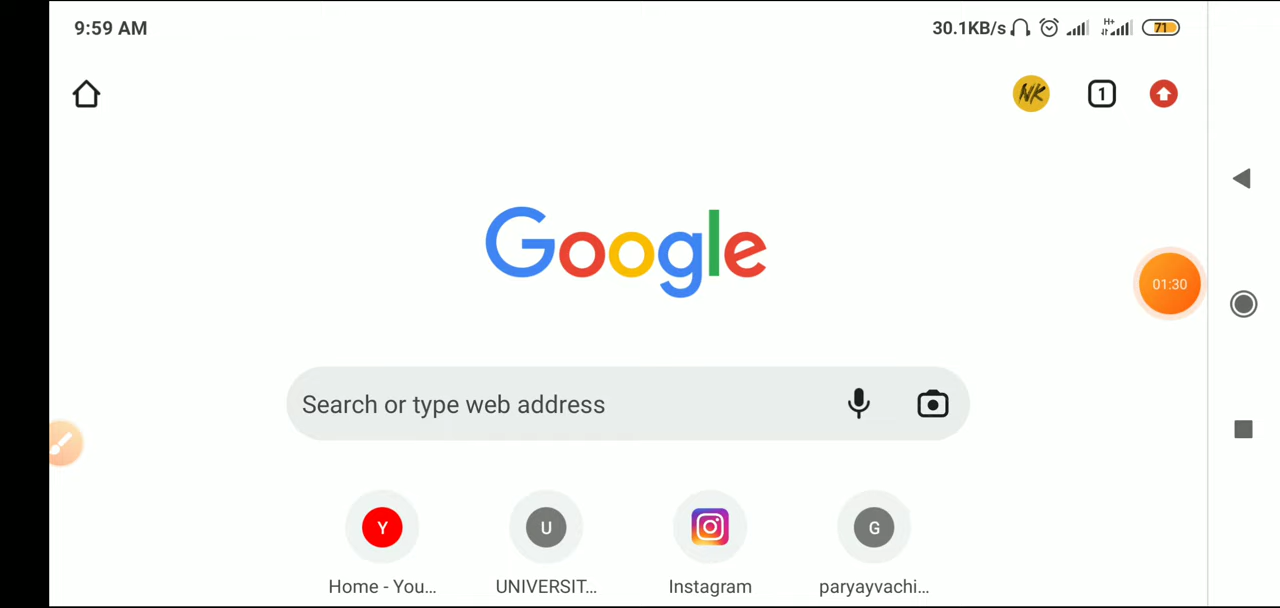 9:59 AM
30.1KB/s H+ 71
NK 1
Google
01:30
Search or type web address
Y U G
Home - You... UNIVERSIT... Instagram paryayvachi...